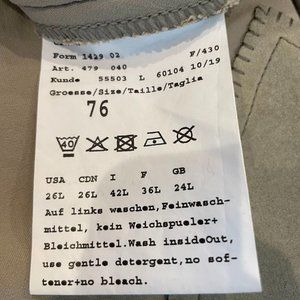 Form 1429 02 F/430
Art. 479 040
Kunde 55503 L 60104 10/19
Groesse/Size/Taille/Taglia
76
40
USA CDN I F GB
26L 26L 42L 36L 24L
Auf links waschen,Feinwasch-
mittel, kein Weichspueler+
Bleichmittel.Wash insideOut,
use gentle detergent,no sof-
tener+no bleach.